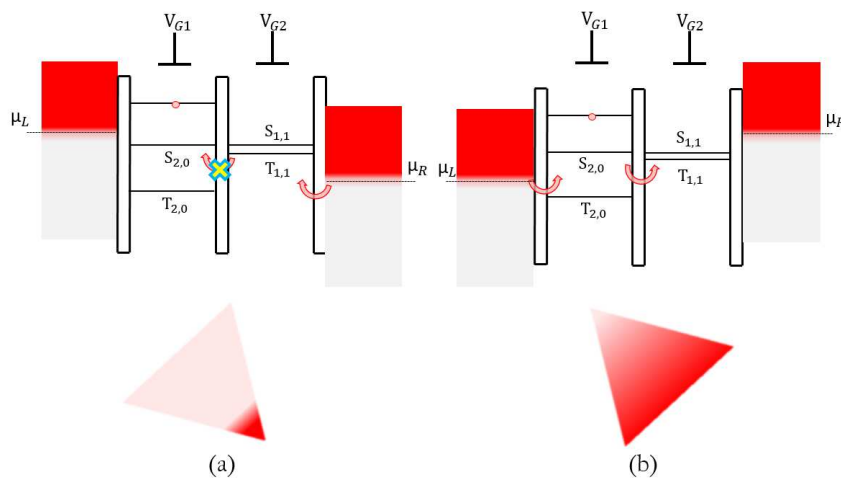 V_G1 V_G2
μ_L
S_1,1
S_2,0
T_1,1
μ_R
T_2,0
(a)
V_G1 V_G2
μ_R
S_1,1
S_2,0
T_1,1
μ_L
T_2,0
(b)